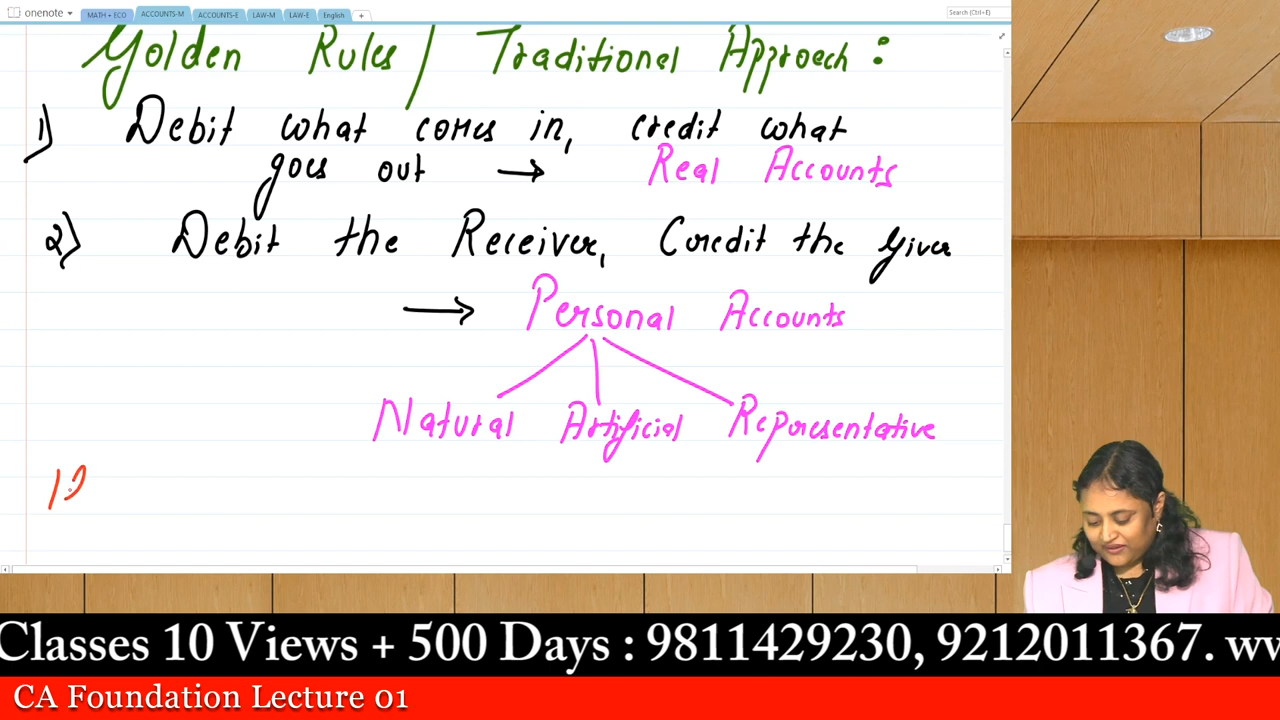 onenote
MATH + ECO ACCOUNTS-M ACCOUNTS-E LAW-M LAW-E English +
Search (Ctrl+E)
Golden Rules / Traditional Approach :
1) Debit what comes in, credit what
goes out → Real Accounts
2) Debit the Receiver, Credit the giver
→ Personal Accounts
Natural Artificial Representative
Classes 10 Views + 500 Days : 9811429230, 9212011367. ww
CA Foundation Lecture 01